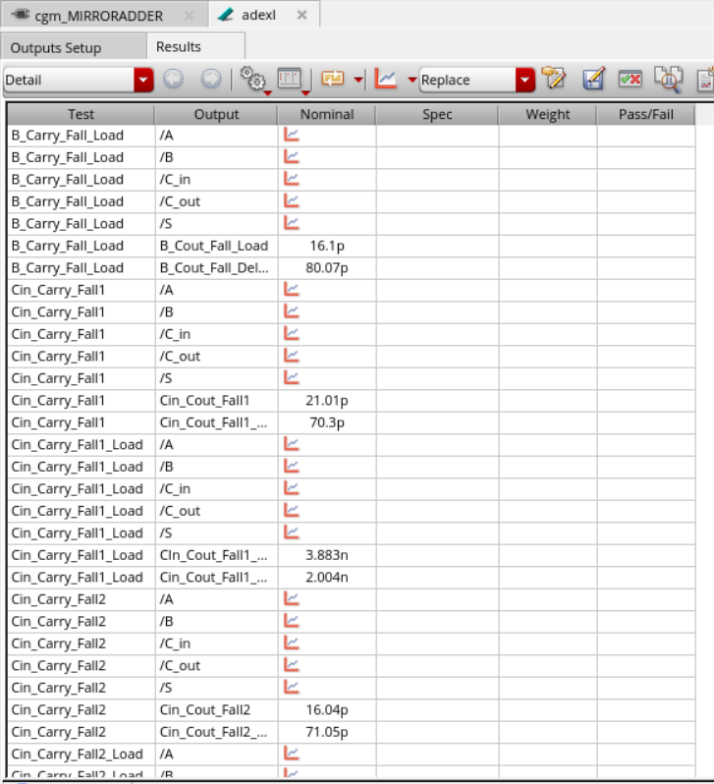 cgm_MIRRORADDER adexl
Outputs Setup Results
Detail Replace
Test Output Nominal Spec Weight Pass/Fail
B_Carry_Fall_Load /A
B_Carry_Fall_Load /B
B_Carry_Fall_Load /C_in
B_Carry_Fall_Load /C_out
B_Carry_Fall_Load /S
B_Carry_Fall_Load B_Cout_Fall_Load 16.1p
B_Carry_Fall_Load B_Cout_Fall_Del... 80.07p
Cin_Carry_Fall1 /A
Cin_Carry_Fall1 /B
Cin_Carry_Fall1 /C_in
Cin_Carry_Fall1 /C_out
Cin_Carry_Fall1 /S
Cin_Carry_Fall1 Cin_Cout_Fall1 21.01p
Cin_Carry_Fall1 Cin_Cout_Fall1_... 70.3p
Cin_Carry_Fall1_Load /A
Cin_Carry_Fall1_Load /B
Cin_Carry_Fall1_Load /C_in
Cin_Carry_Fall1_Load /C_out
Cin_Carry_Fall1_Load /S
Cin_Carry_Fall1_Load CIn_Cout_Fall1_... 3.883n
Cin_Carry_Fall1_Load Cin_Cout_Fall1_... 2.004n
Cin_Carry_Fall2 /A
Cin_Carry_Fall2 /B
Cin_Carry_Fall2 /C_in
Cin_Carry_Fall2 /C_out
Cin_Carry_Fall2 /S
Cin_Carry_Fall2 Cin_Cout_Fall2 16.04p
Cin_Carry_Fall2 Cin_Cout_Fall2_... 71.05p
Cin_Carry_Fall2_Load /A
Cin_Carry_Fall2_Load /B